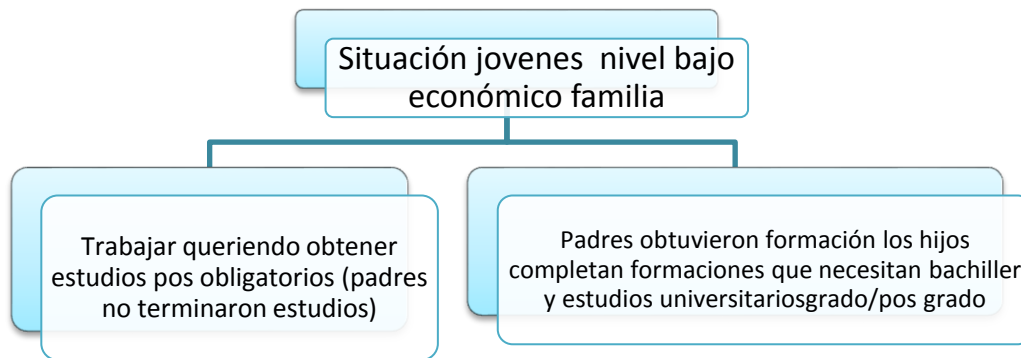 Situación jovenes nivel bajo
económico familia
Trabajar queriendo obtener
estudios pos obligatorios (padres
no terminaron estudios)
Padres obtuvieron formación los hijos
completan formaciones que necesitan bachiller
y estudios universitariosgrado/pos grado